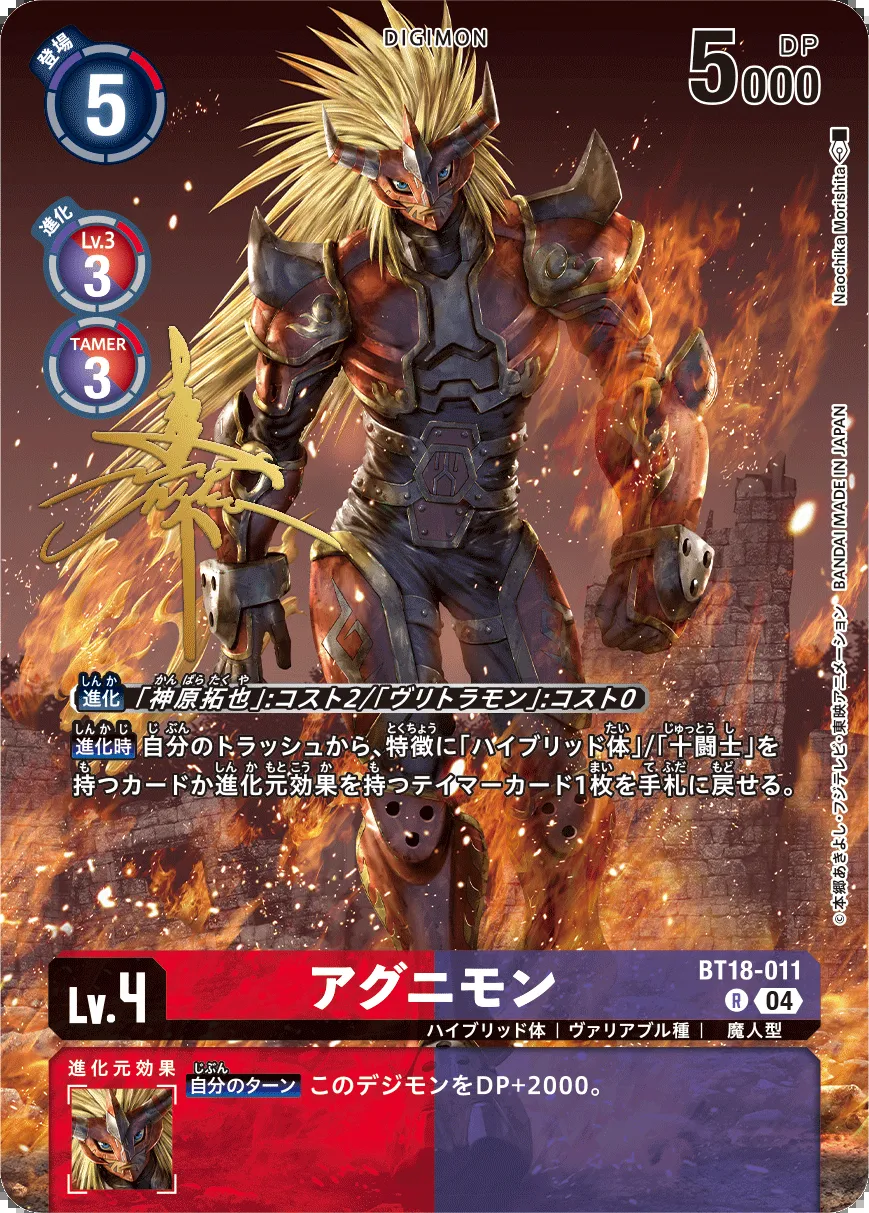 DIGIMON
登場
5
DP
5000
進化
Lv.3
3
TAMER
3
Naochika Morishita
©本郷あきよし・フジテレビ・東映アニメーション BANDAI MADE IN JAPAN
進化 「神原拓也」:コスト2/「ヴリトラモン」:コスト0
進化時 自分のトラッシュから、特徴に「ハイブリッド体」/「十闘士」を
持つカードか進化元効果を持つテイマーカード1枚を手札に戻せる。
Lv.4
アグニモン
BT18-011
R 04
ハイブリッド体 | ヴァリアブル種 | 魔人型
進化元効果
自分のターン このデジモンをDP+2000。